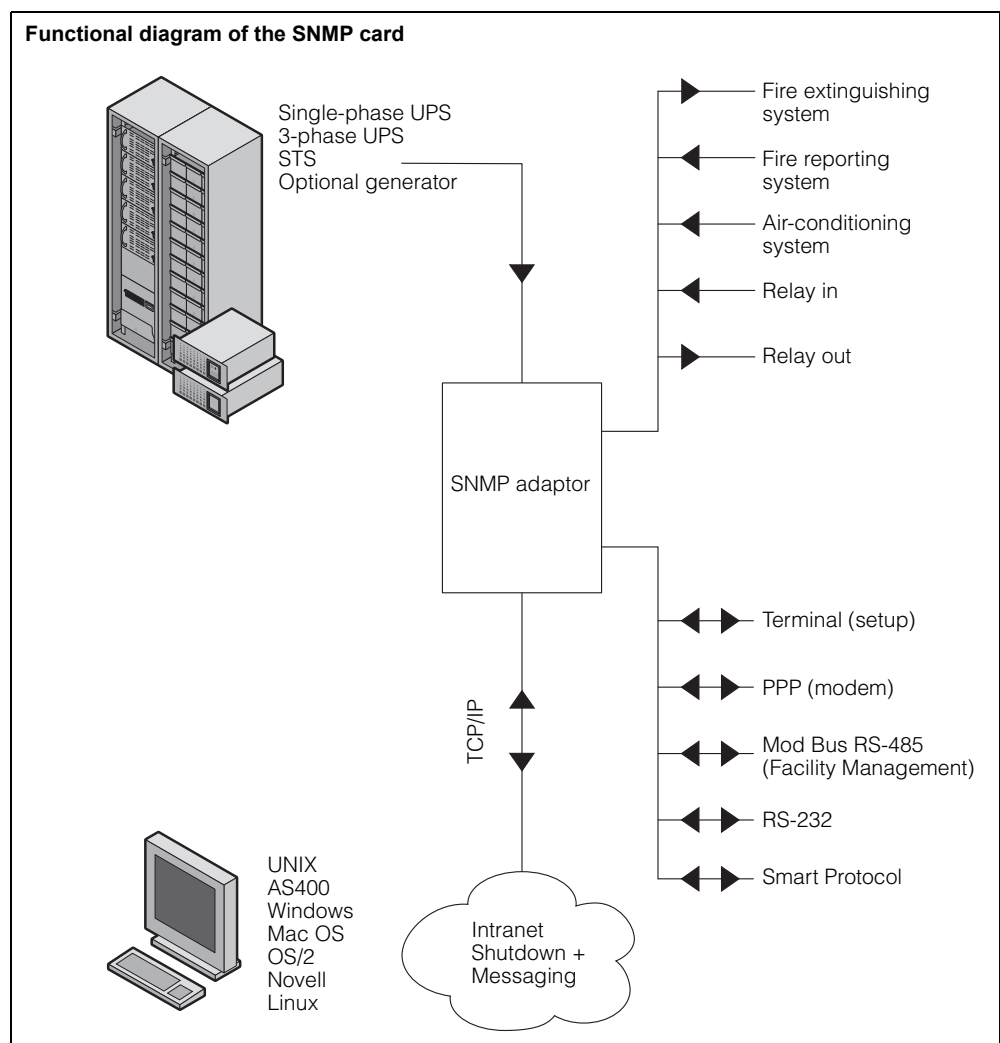 Functional diagram of the SNMP card
Single-phase UPS
3-phase UPS
STS
Optional generator
Fire extinguishing
system
Fire reporting
system
Air-conditioning
system
Relay in
Relay out
SNMP adaptor
Terminal (setup)
PPP (modem)
Mod Bus RS-485
(Facility Management)
RS-232
Smart Protocol
TCP/IP
UNIX
AS400
Windows
Mac OS
OS/2
Novell
Linux
Intranet
Shutdown +
Messaging